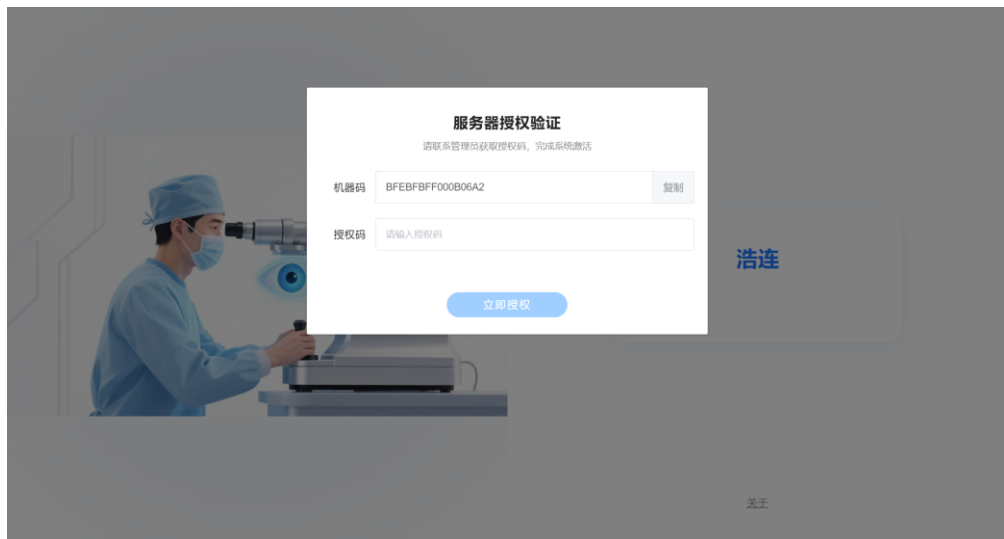 服务器授权验证
请联系管理员获取授权码，完成系统激活
机器码 BFEBFBFF000B06A2 复制
授权码 请输入授权码
立即授权
浩连
关于